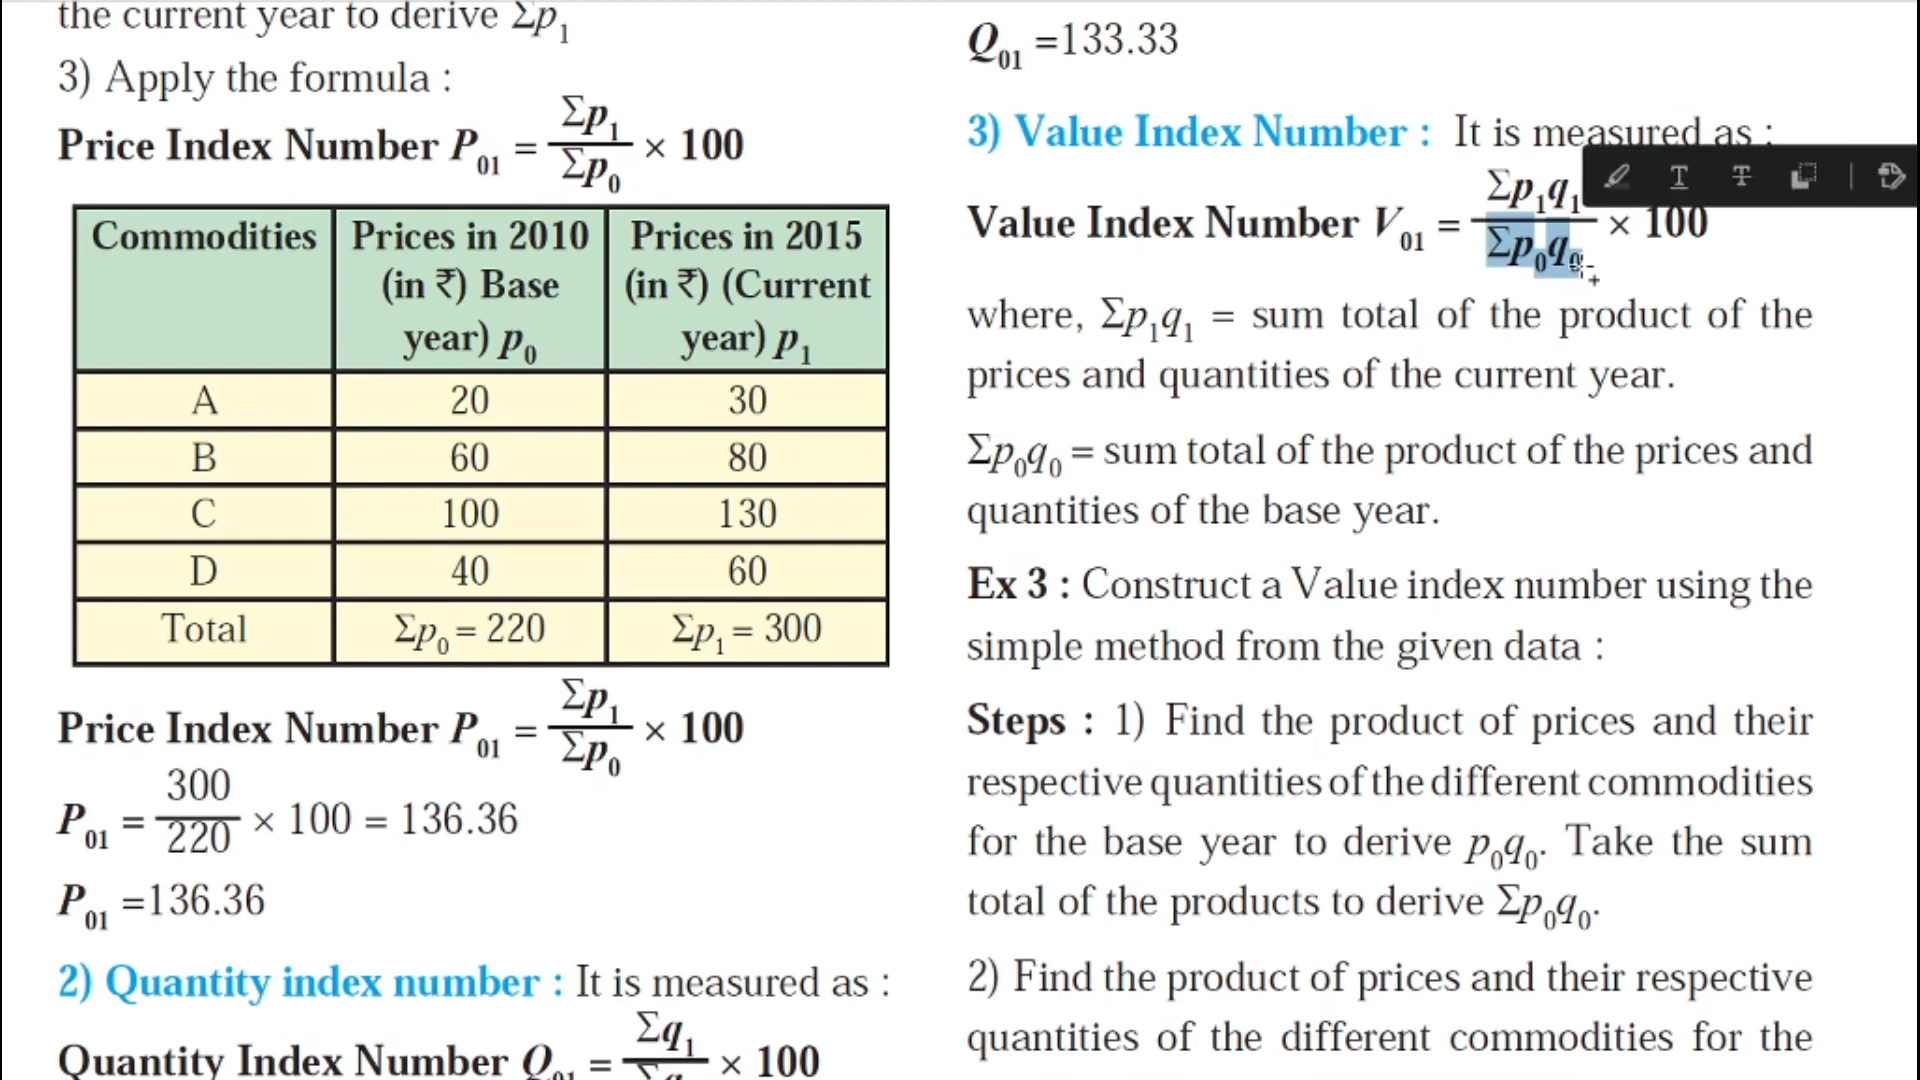 the current year to derive Σp₁
3) Apply the formula :
Price Index Number P₀₁ = Σp₁/Σp₀ × 100
Commodities | Prices in 2010 (in ₹) Base year) p₀ | Prices in 2015 (in ₹) (Current year) p₁
A | 20 | 30
B | 60 | 80
C | 100 | 130
D | 40 | 60
Total | Σp₀ = 220 | Σp₁ = 300
Price Index Number P₀₁ = Σp₁/Σp₀ × 100
P₀₁ = 300/220 × 100 = 136.36
P₀₁ =136.36
2) Quantity index number : It is measured as :
Quantity Index Number Q₀₁ = Σq₁/Σq × 100
Q₀₁ =133.33
3) Value Index Number : It is measured as :
Value Index Number V₀₁ = Σp₁q₁/Σp₀q₀ × 100
where, Σp₁q₁ = sum total of the product of the
prices and quantities of the current year.
Σp₀q₀ = sum total of the product of the prices and
quantities of the base year.
Ex 3 : Construct a Value index number using the
simple method from the given data :
Steps : 1) Find the product of prices and their
respective quantities of the different commodities
for the base year to derive p₀q₀. Take the sum
total of the products to derive Σp₀q₀.
2) Find the product of prices and their respective
quantities of the different commodities for the